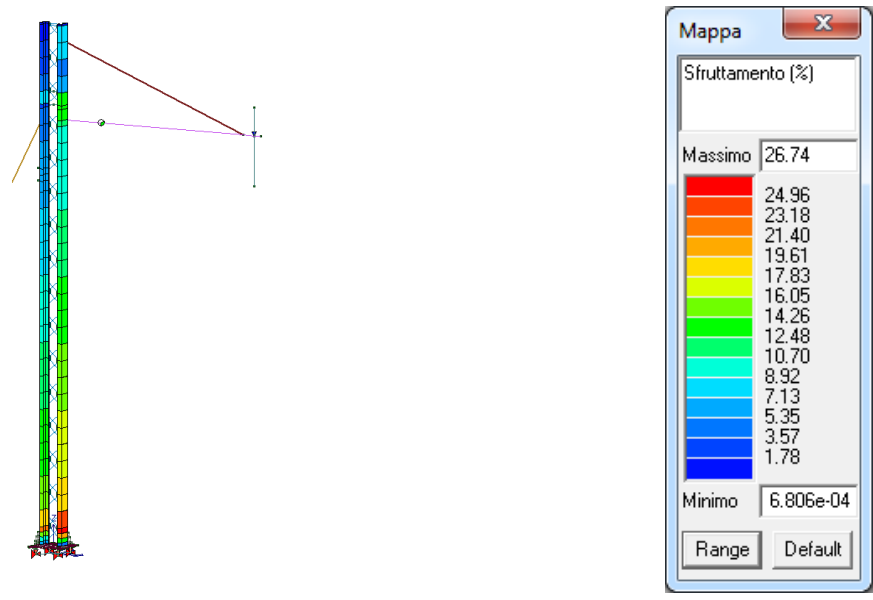 Mappa
Sfruttamento (%)
Massimo 26.74
24.96
23.18
21.40
19.61
17.83
16.05
14.26
12.48
10.70
8.92
7.13
5.35
3.57
1.78
Minimo 6.806e-04
Range Default